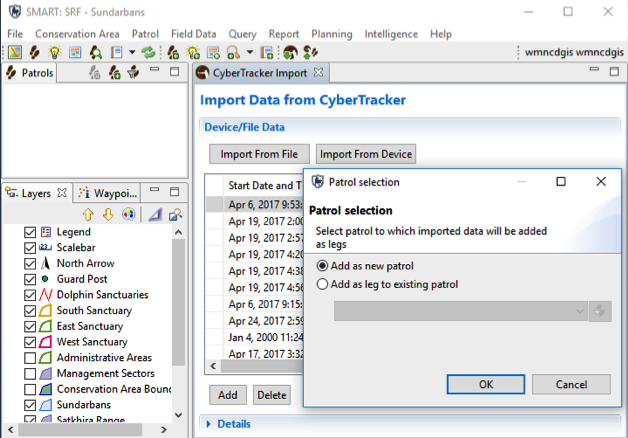 SMART: SRF - Sundarbans
File Conservation Area Patrol Field Data Query Report Planning Intelligence Help
wmncdgis wmncdgis
Patrols
CyberTracker Import
Import Data from CyberTracker
Device/File Data
Import From File Import From Device
Start Date and T
Apr 6, 2017 9:53:
Apr 19, 2017 2:00
Apr 19, 2017 2:57
Apr 19, 2017 4:20
Apr 19, 2017 4:38
Apr 19, 2017 4:56
Apr 6, 2017 9:15:
Apr 24, 2017 2:59
Jan 4, 2000 11:24
Apr 17, 2017 3:32
Add Delete
Details
Patrol selection
Patrol selection
Select patrol to which imported data will be added
as legs
Add as new patrol
Add as leg to existing patrol
OK Cancel
Layers Waypoi...
Legend
Scalebar
North Arrow
Guard Post
Dolphin Sanctuaries
South Sanctuary
East Sanctuary
West Sanctuary
Administrative Areas
Management Sectors
Conservation Area Bound
Sundarbans
Satkhira Range